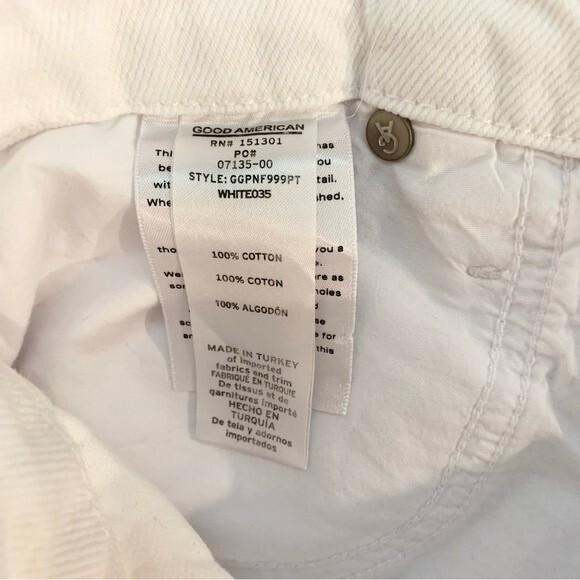 GOOD AMERICAN
RN# 151301
PO#
07135-00
STYLE: GGPNF999PT
WHITE035
100% COTTON
100% COTON
100% ALGODÓN
MADE IN TURKEY
of imported
fabrics and trim
FABRIQUÉ EN TURQUIE
De tissus et de
garnitures importé
HECHO EN
TURQUÍA
De tela y adornos
importados